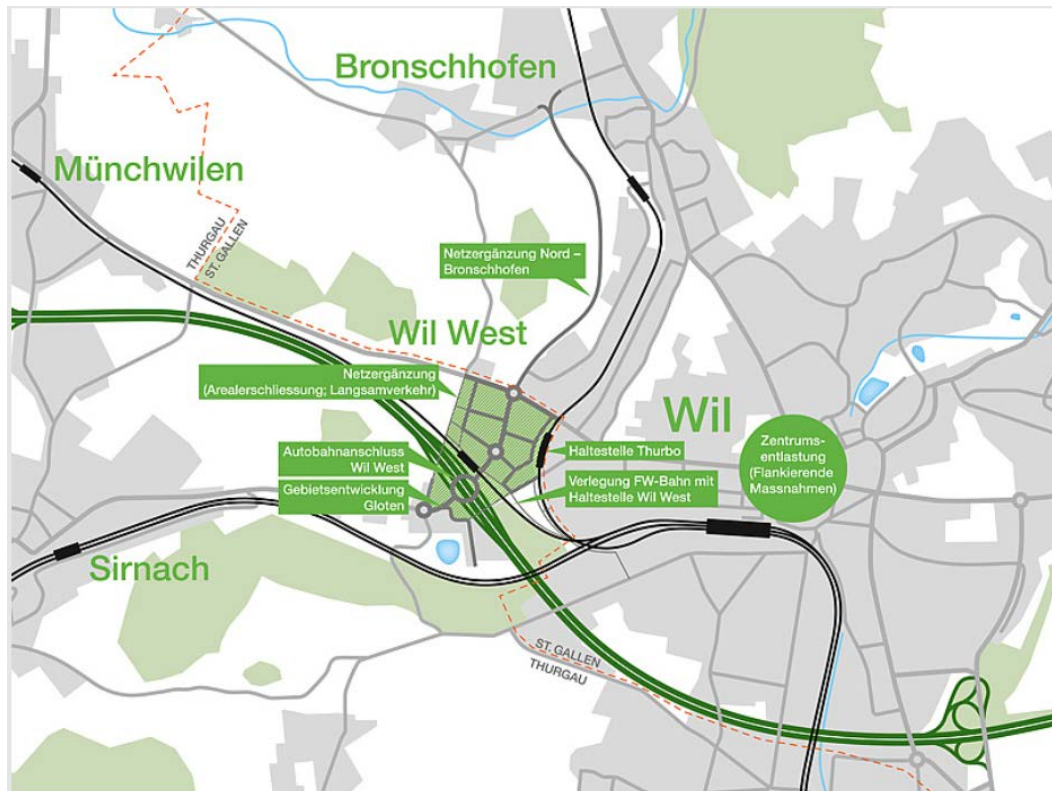 Bronschhofen
Münchwilen
THURGAU
ST. GALLEN
Netzergänzung Nord –
Bronschhofen
Wil West
Netzergänzung
(Arealerschliessung; Langsamverkehr)
Wil
Autobahnanschluss
Wil West
Haltestelle Thurbo
Zentrums-
entlastung
(Flankierende
Massnahmen)
Gebietsentwicklung
Gloten
Verlegung FW-Bahn mit
Haltestelle Wil West
Sirnach
ST. GALLEN
THURGAU